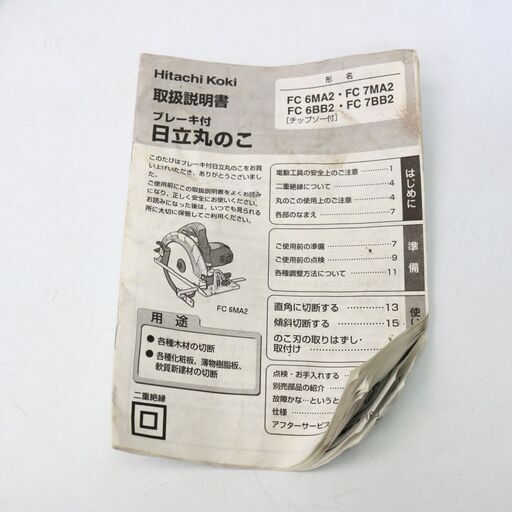 Hitachi Koki
取扱説明書
ブレーキ付
日立丸のこ
形 名
FC 6MA2・FC 7MA2
FC 6BB2・FC 7BB2
[チップソー付]
このたびはブレーキ付日立丸のこをお買
い上げいただき、ありがとうございまし
た。
ご使用前にこの取扱説明書をよくお読み
になり、正しく安全にお使いください。
お読みになった後は、いつでも見られる
所に大切に保管してご利用ください。
FC 6MA2
用 途
● 各種木材の切断
● 各種化粧板、薄物樹脂板、
軟質新建材の切断
二重絶縁
電動工具の安全上のご注意 ……… 1
二重絶縁について ……… 4
丸のこの使用上のご注意 ……… 4
各部のなまえ ……… 7
はじめに
ご使用前の準備 ……… 7
ご使用前の点検 ……… 9
各種調整方法について ……… 11
準備
直角に切断する ……… 13
傾斜切断する ……… 15
のこ刃の取りはずし・
取付け ………
使い
点検・お手入れする
別売部品の紹介
故障かな…というと
仕様
アフターサービス